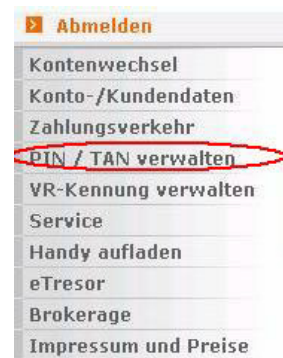 Abmelden
Kontenwechsel
Konto-/Kundendaten
Zahlungsverkehr
PIN / TAN verwalten
VR-Kennung verwalten
Service
Handy aufladen
eTresor
Brokerage
Impressum und Preise